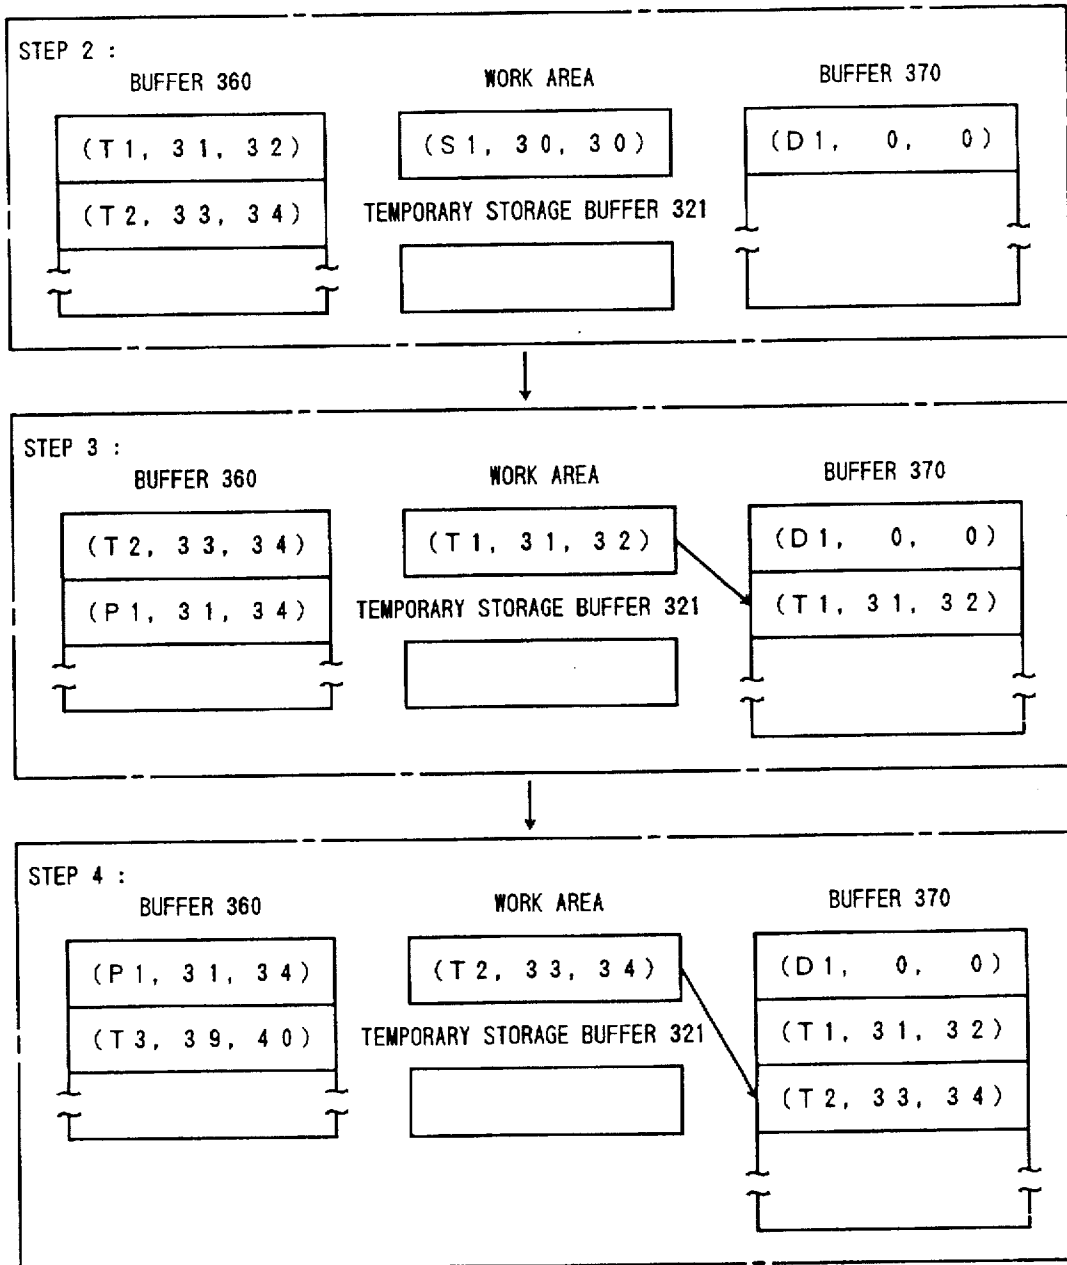 STEP 2 :
BUFFER 360 WORK AREA BUFFER 370
(T1, 31, 32) (S1, 30, 30) (D1, 0, 0)
(T2, 33, 34) TEMPORARY STORAGE BUFFER 321
STEP 3 :
BUFFER 360 WORK AREA BUFFER 370
(T2, 33, 34) (T1, 31, 32) (D1, 0, 0)
(P1, 31, 34) TEMPORARY STORAGE BUFFER 321 (T1, 31, 32)
STEP 4 :
BUFFER 360 WORK AREA BUFFER 370
(P1, 31, 34) (T2, 33, 34) (D1, 0, 0)
(T3, 39, 40) TEMPORARY STORAGE BUFFER 321 (T1, 31, 32)
(T2, 33, 34)